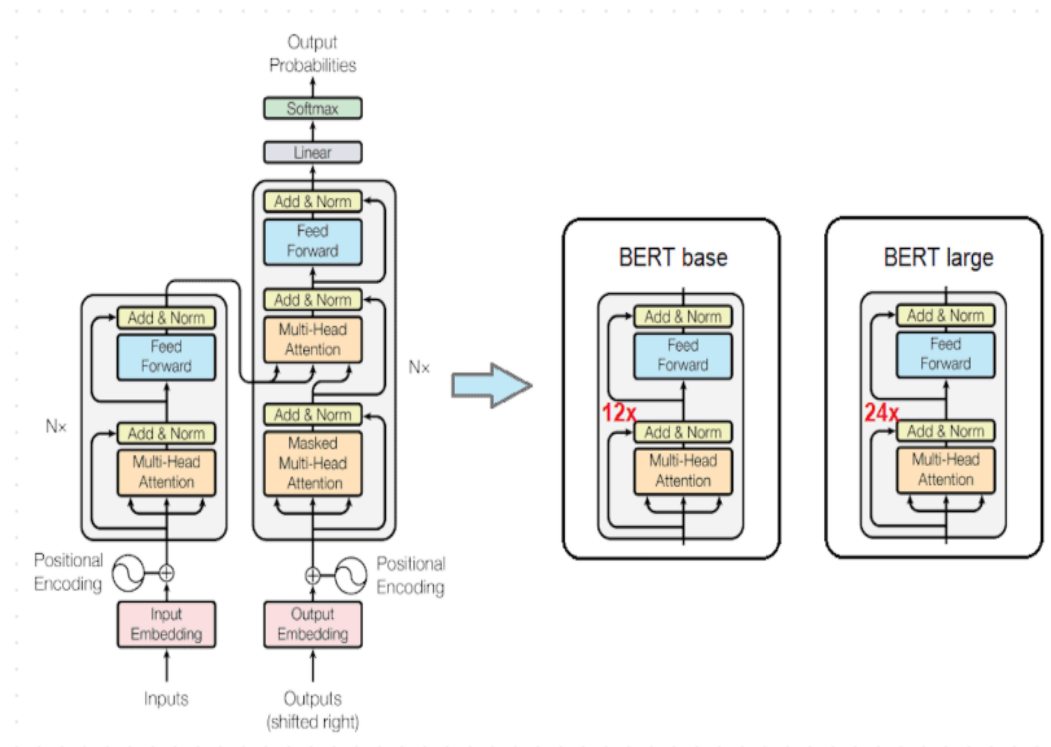 Output
Probabilities
Softmax
Linear
Add & Norm
Feed
Forward
Add & Norm
Multi-Head
Attention
Nx
Add & Norm
Masked
Multi-Head
Attention
Add & Norm
Feed
Forward
Nx
Add & Norm
Multi-Head
Attention
Positional
Encoding
Positional
Encoding
Input
Embedding
Output
Embedding
Inputs
Outputs
(shifted right)
BERT base
Add & Norm
Feed
Forward
12x
Add & Norm
Multi-Head
Attention
BERT large
Add & Norm
Feed
Forward
24x
Add & Norm
Multi-Head
Attention